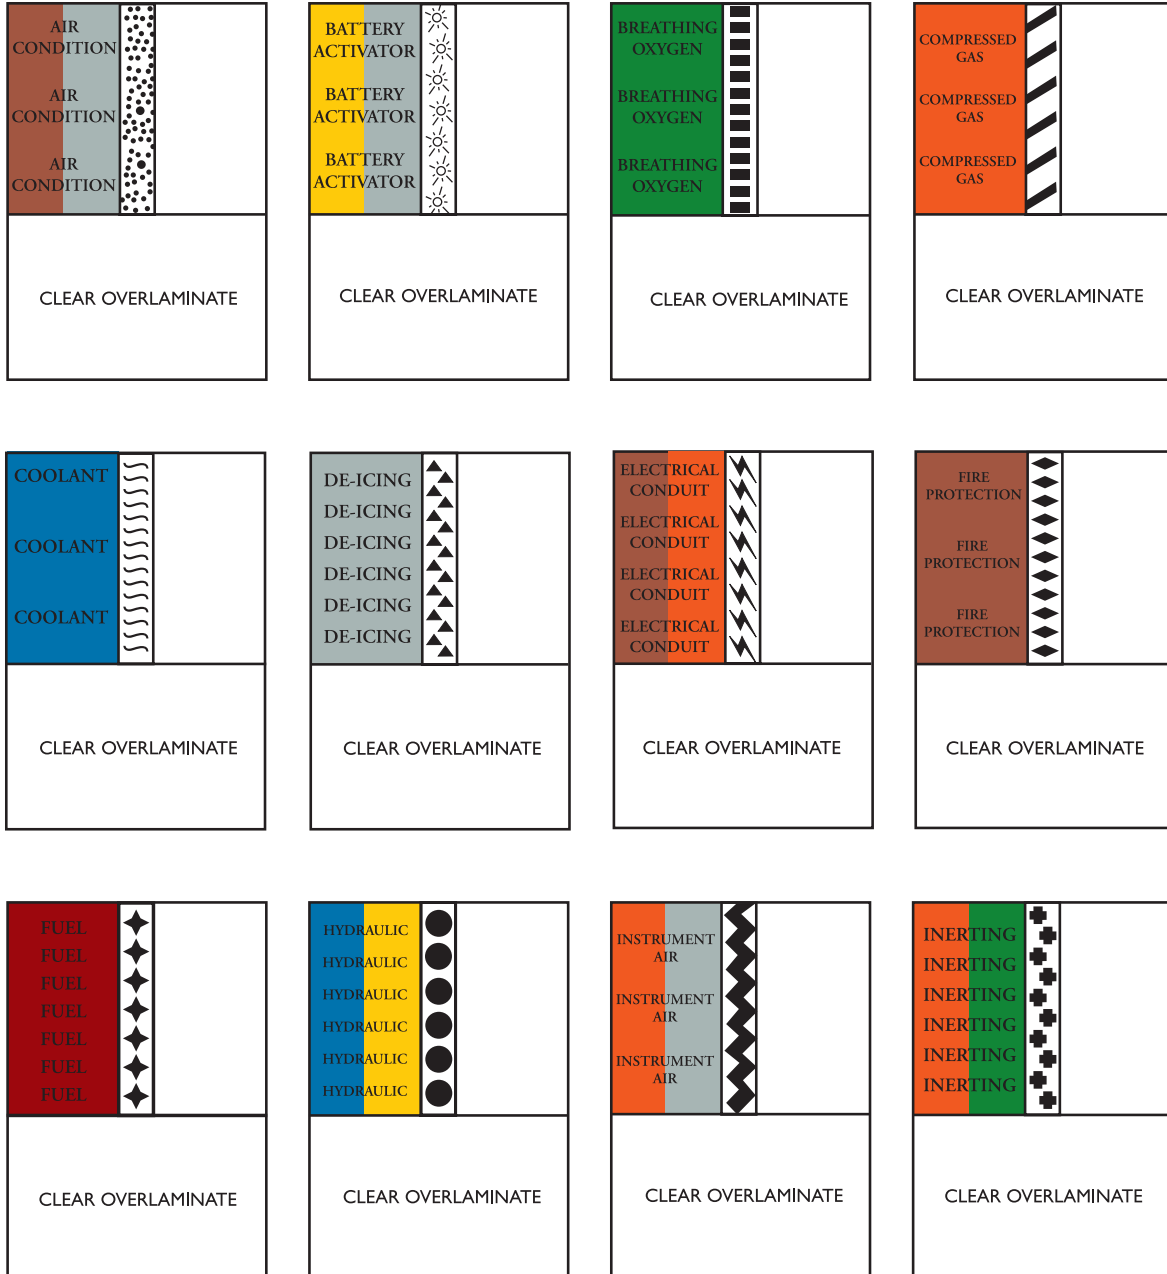 AIR
CONDITION
AIR
CONDITION
AIR
CONDITION
CLEAR OVERLAMINATE
BATTERY
ACTIVATOR
BATTERY
ACTIVATOR
BATTERY
ACTIVATOR
CLEAR OVERLAMINATE
BREATHING
OXYGEN
BREATHING
OXYGEN
BREATHING
OXYGEN
CLEAR OVERLAMINATE
COMPRESSED
GAS
COMPRESSED
GAS
COMPRESSED
GAS
CLEAR OVERLAMINATE
COOLANT
COOLANT
COOLANT
CLEAR OVERLAMINATE
DE-ICING
DE-ICING
DE-ICING
DE-ICING
DE-ICING
DE-ICING
CLEAR OVERLAMINATE
ELECTRICAL
CONDUIT
ELECTRICAL
CONDUIT
ELECTRICAL
CONDUIT
ELECTRICAL
CONDUIT
CLEAR OVERLAMINATE
FIRE
PROTECTION
FIRE
PROTECTION
FIRE
PROTECTION
CLEAR OVERLAMINATE
FUEL
FUEL
FUEL
FUEL
FUEL
FUEL
FUEL
CLEAR OVERLAMINATE
HYDRAULIC
HYDRAULIC
HYDRAULIC
HYDRAULIC
HYDRAULIC
HYDRAULIC
CLEAR OVERLAMINATE
INSTRUMENT
AIR
INSTRUMENT
AIR
INSTRUMENT
AIR
CLEAR OVERLAMINATE
INERTING
INERTING
INERTING
INERTING
INERTING
INERTING
CLEAR OVERLAMINATE